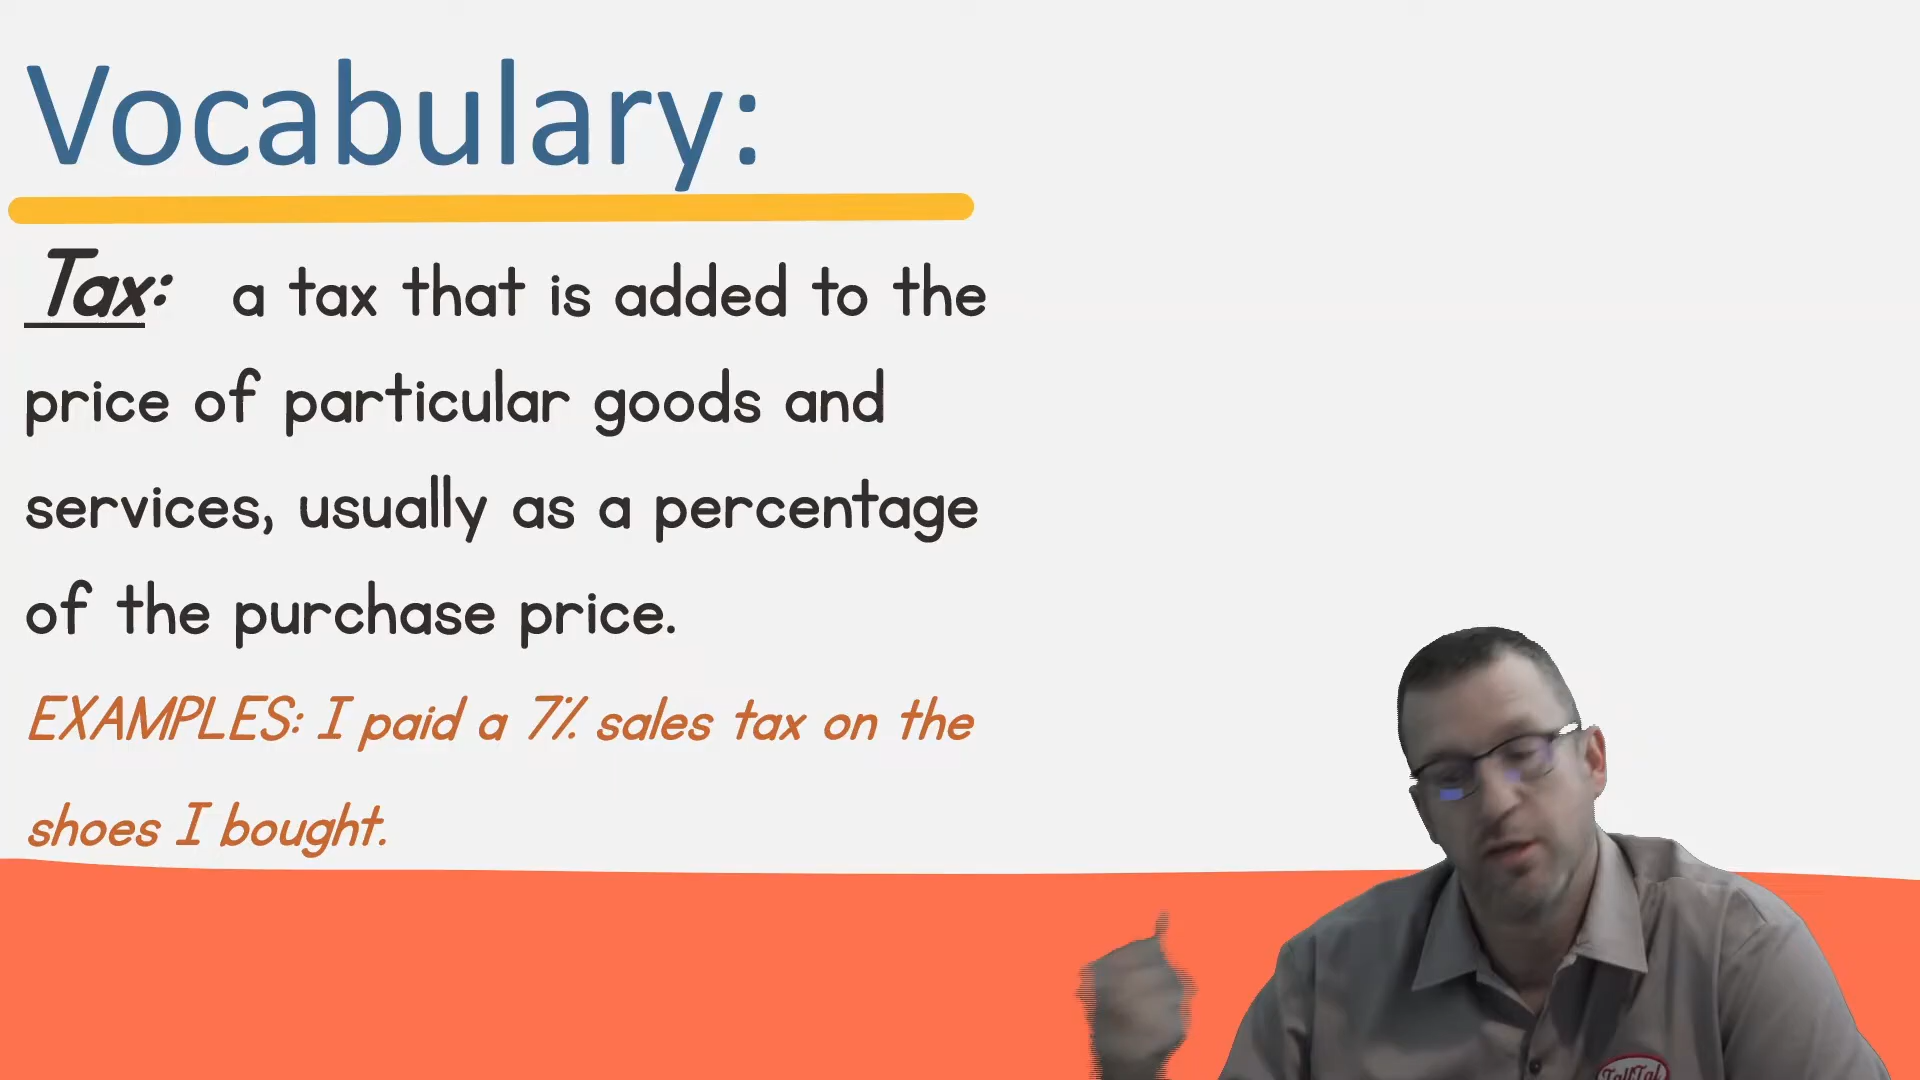 Vocabulary:
Tax: a tax that is added to the
price of particular goods and
services, usually as a percentage
of the purchase price.
EXAMPLES: I paid a 7% sales tax on the
shoes I bought.